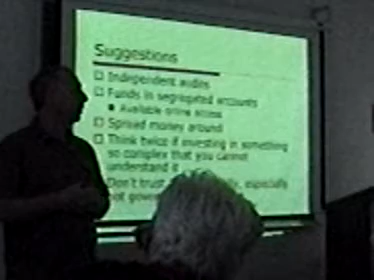 Suggestions
Independent audits
Funds in segregated accounts
Available online access
Spread money around
Think twice if investing in something
so complex that you cannot
understand it
Don't trust especially